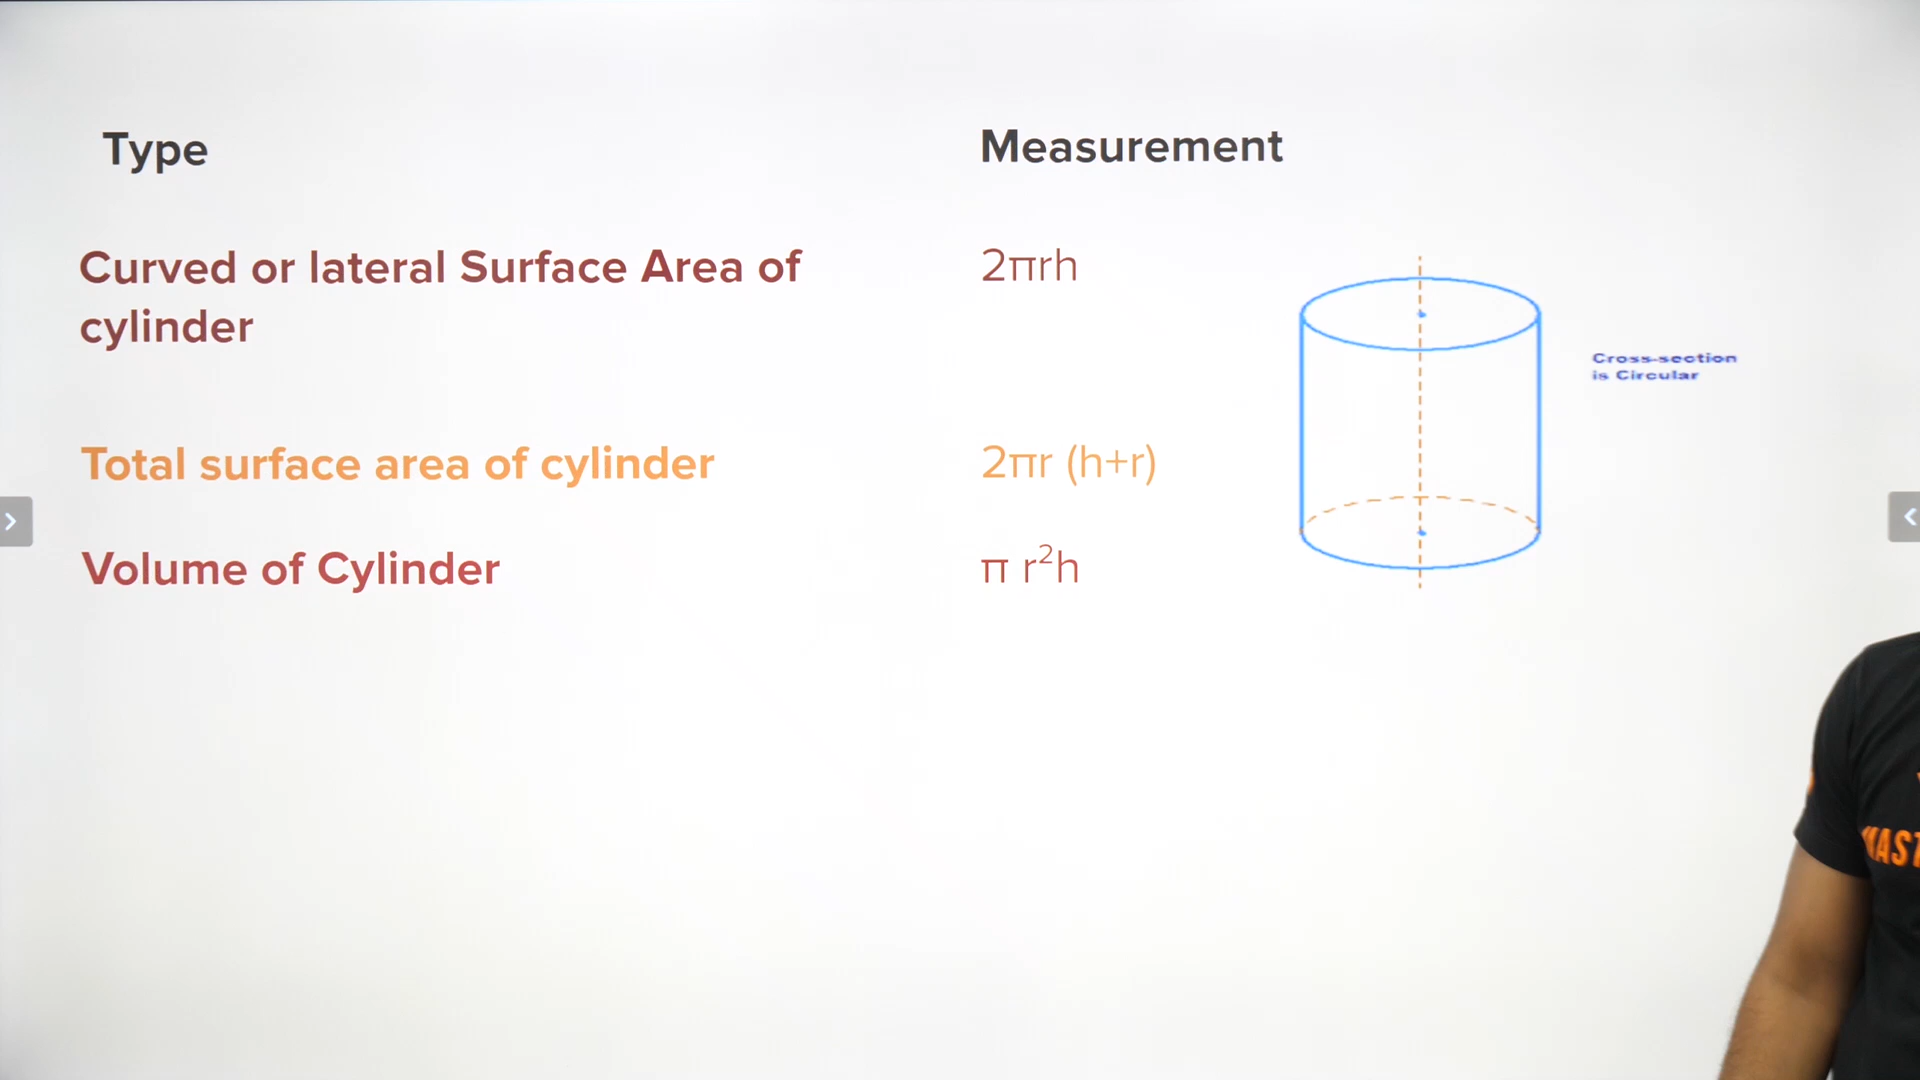 Type
Measurement
Curved or lateral Surface Area of
cylinder
2πrh
Cross-section
is Circular
Total surface area of cylinder
2πr (h+r)
Volume of Cylinder
π r²h